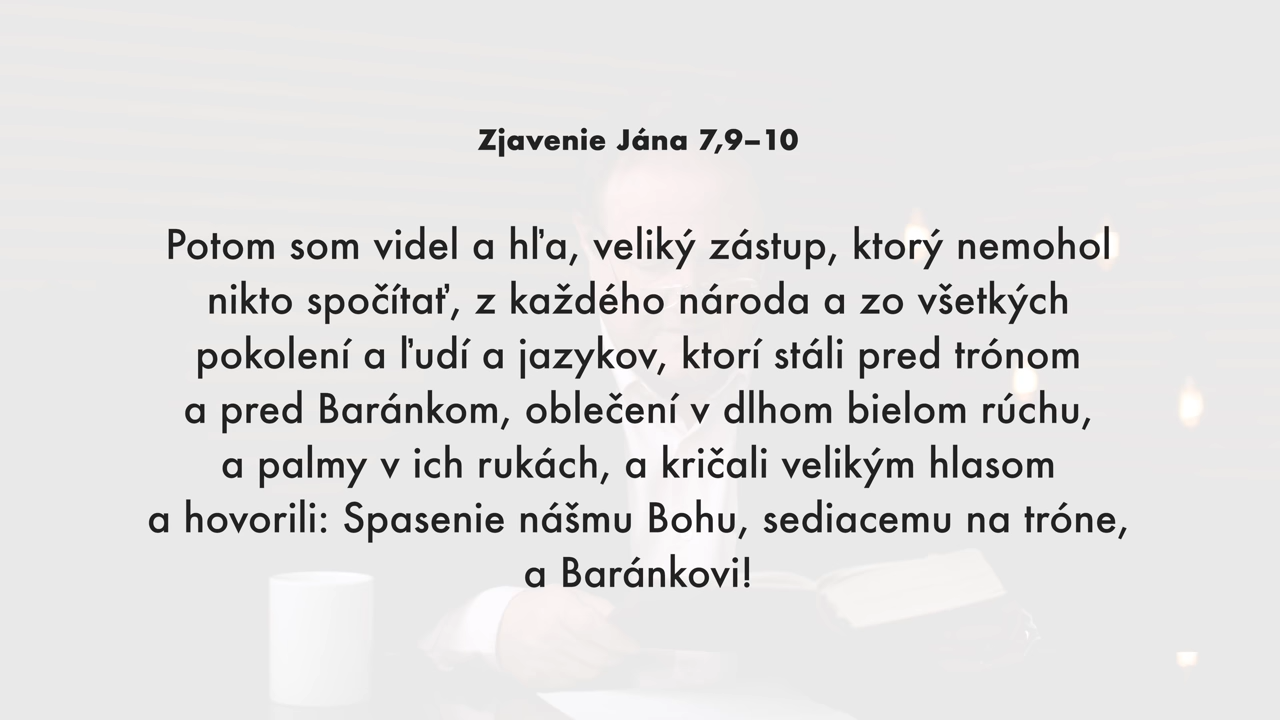 Zjavenie Jána 7,9–10
Potom som videl a hľa, veliký zástup, ktorý nemohol
nikto spočítať, z každého národa a zo všetkých
pokolení a ľudí a jazykov, ktorí stáli pred trónom
a pred Baránkom, oblečení v dlhom bielom rúchu,
a palmy v ich rukách, a kričali velikým hlasom
a hovorili: Spasenie nášmu Bohu, sediacemu na tróne,
a Baránkovi!